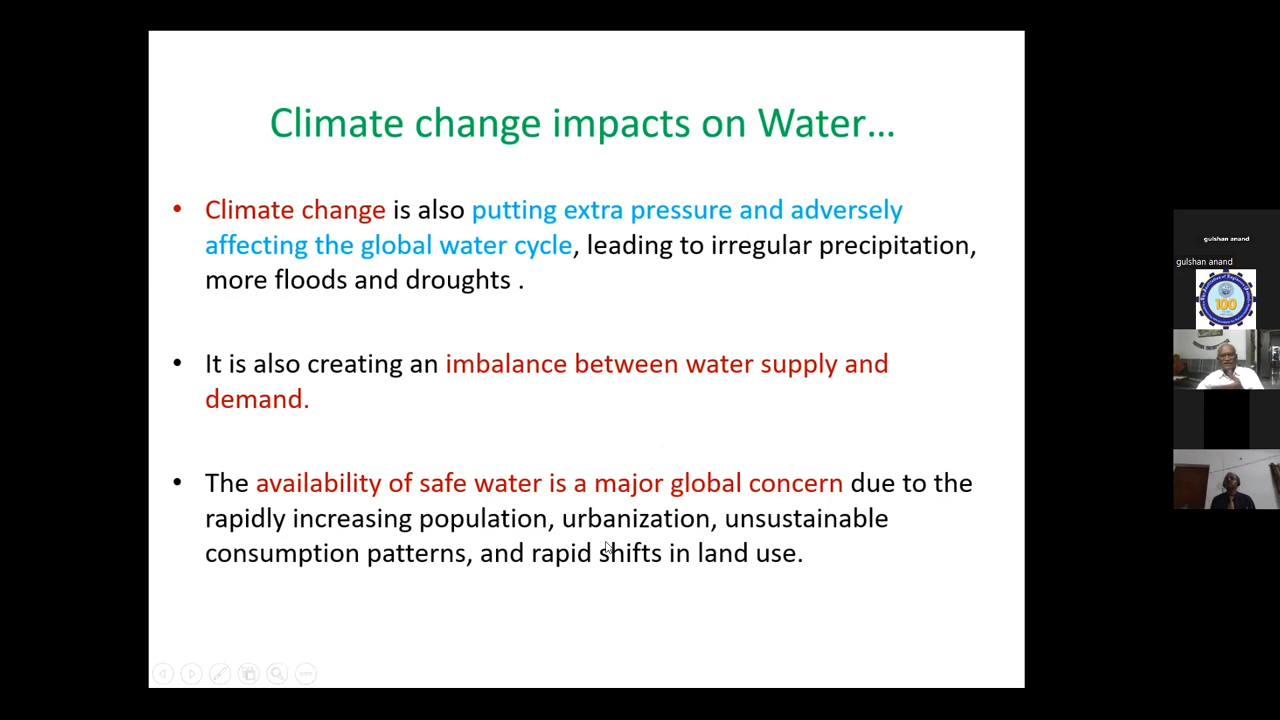 Climate change impacts on Water…
• Climate change is also putting extra pressure and adversely
affecting the global water cycle, leading to irregular precipitation,
more floods and droughts .
• It is also creating an imbalance between water supply and
demand.
• The availability of safe water is a major global concern due to the
rapidly increasing population, urbanization, unsustainable
consumption patterns, and rapid shifts in land use.
gulshan anand
gulshan anand
100